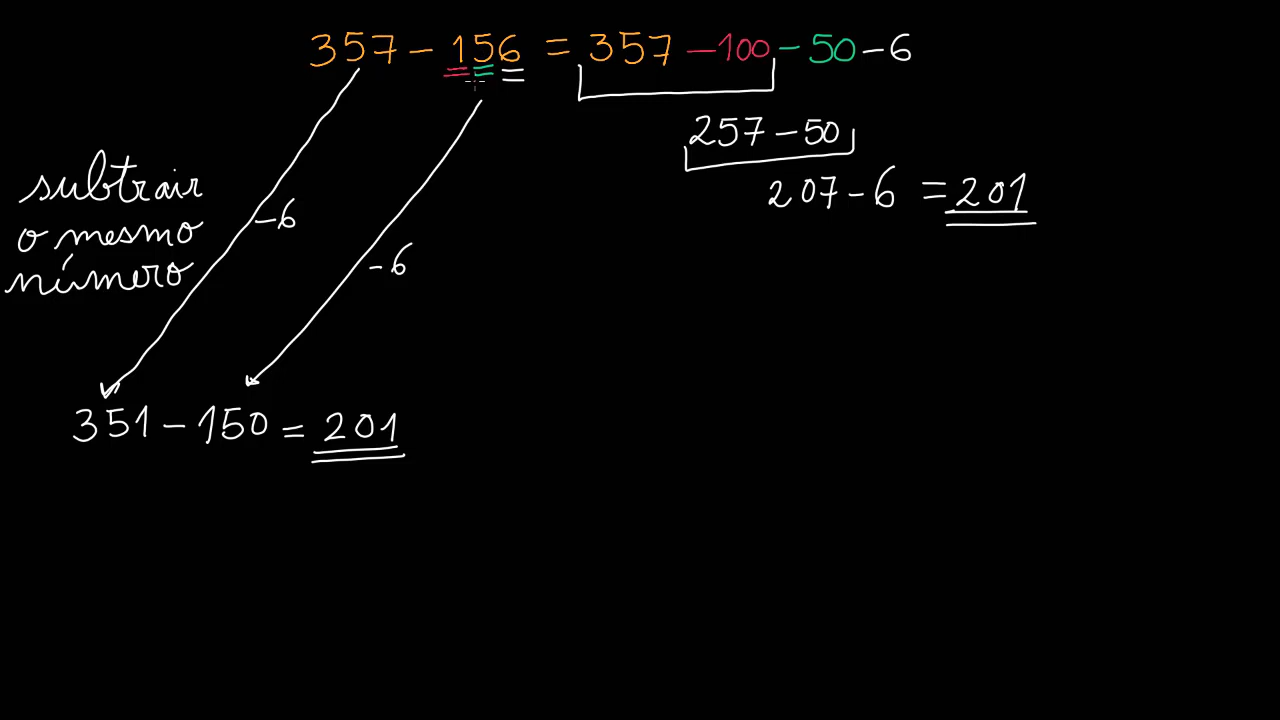 357 - 156 = 357 - 100 - 50 - 6
257 - 50
207 - 6 = 201
subtrair
o mesmo
número
- 6
- 6
351 - 150 = 201